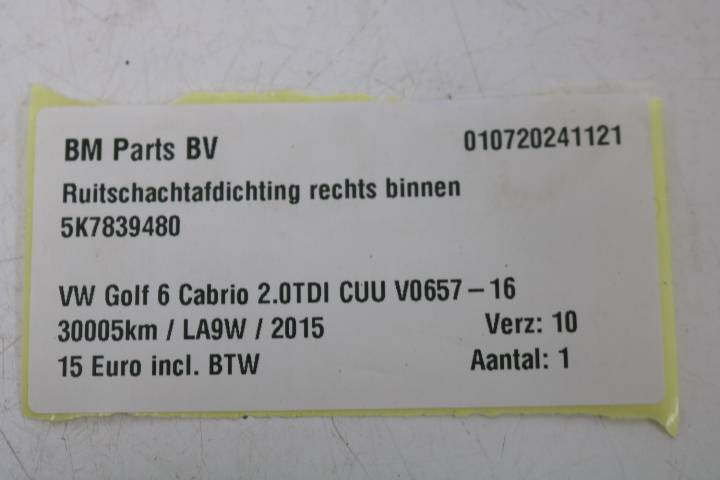 BM Parts BV 010720241121
Ruitschachtafdichting rechts binnen
5K7839480
VW Golf 6 Cabrio 2.0TDI CUU V0657-16
30005km / LA9W / 2015 Verz: 10
15 Euro incl. BTW Aantal: 1